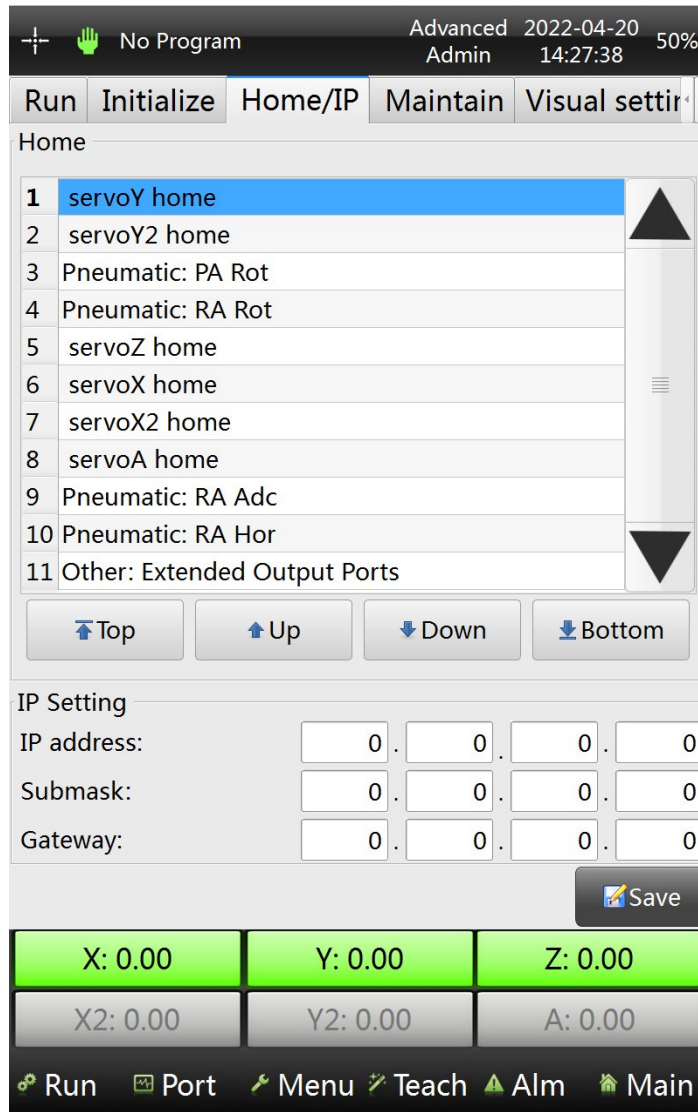 No Program Advanced Admin 2022-04-20 14:27:38 50%
Run Initialize Home/IP Maintain Visual settin
Home
1 servoY home
2 servoY2 home
3 Pneumatic: PA Rot
4 Pneumatic: RA Rot
5 servoZ home
6 servoX home
7 servoX2 home
8 servoA home
9 Pneumatic: RA Adc
10 Pneumatic: RA Hor
11 Other: Extended Output Ports
Top Up Down Bottom
IP Setting
IP address: 0 . 0 . 0 . 0
Submask: 0 . 0 . 0 . 0
Gateway: 0 . 0 . 0 . 0
Save
X: 0.00 Y: 0.00 Z: 0.00
X2: 0.00 Y2: 0.00 A: 0.00
Run Port Menu Teach Alm Main